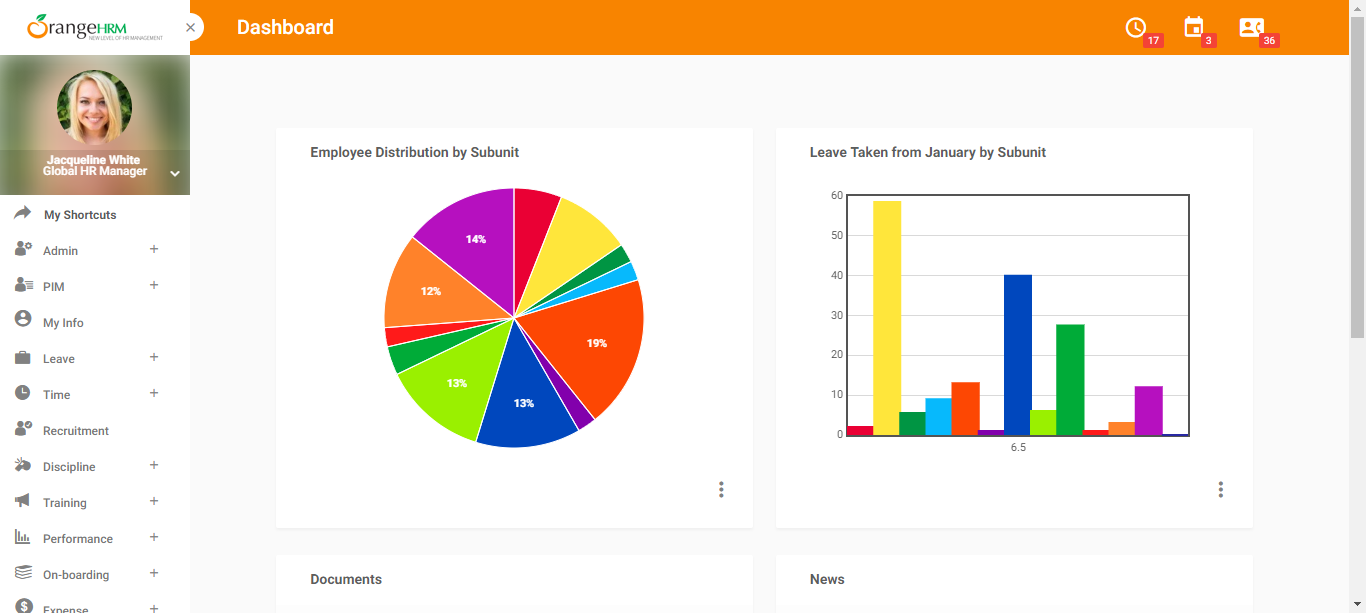 OrangeHRM
NEW LEVEL OF HR MANAGEMENT
Dashboard
17
3
36
Jacqueline White
Global HR Manager
My Shortcuts
Admin
PIM
My Info
Leave
Time
Recruitment
Discipline
Training
Performance
On-boarding
Expense
Employee Distribution by Subunit
14%
12%
19%
13%
13%
Leave Taken from January by Subunit
60
50
40
30
20
10
0
6.5
Documents
News